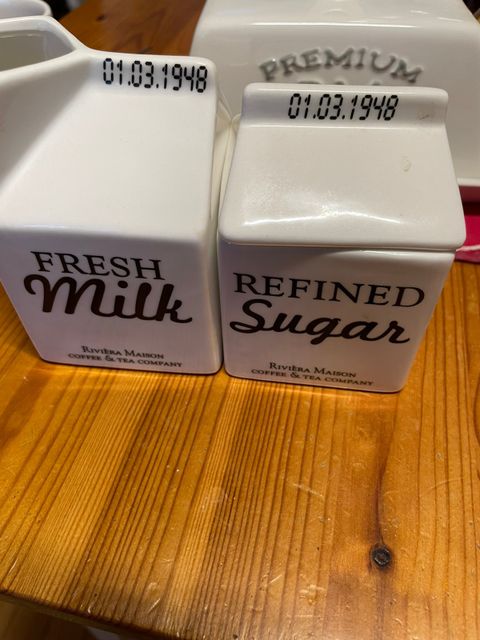 PREMIUM
01.03.1948
FRESH
Milk
Rivièra Maison
coffee & tea company
01.03.1948
REFINED
Sugar
Rivièra Maison
coffee & tea company